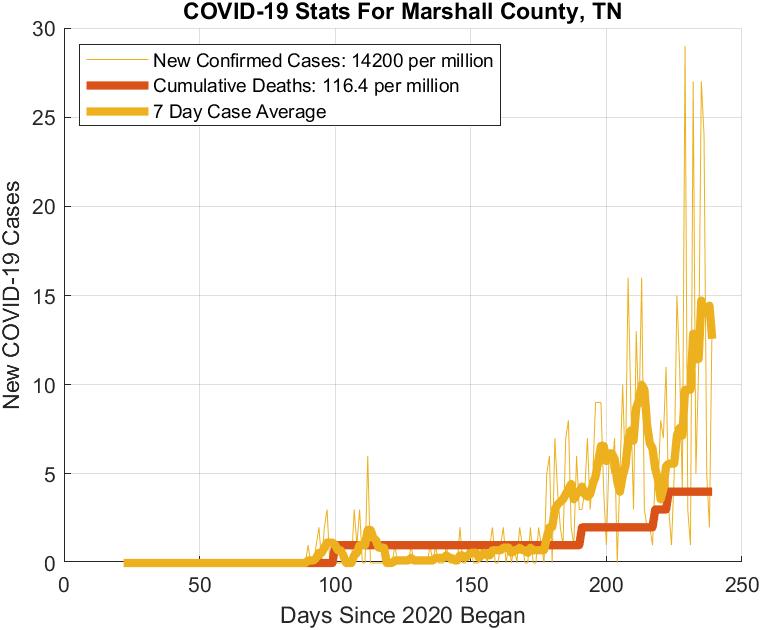 COVID-19 Stats For Marshall County, TN
30
25
20
15
10
5
0
New COVID-19 Cases
New Confirmed Cases: 14200 per million
Cumulative Deaths: 116.4 per million
7 Day Case Average
0
50
100
150
200
250
Days Since 2020 Began